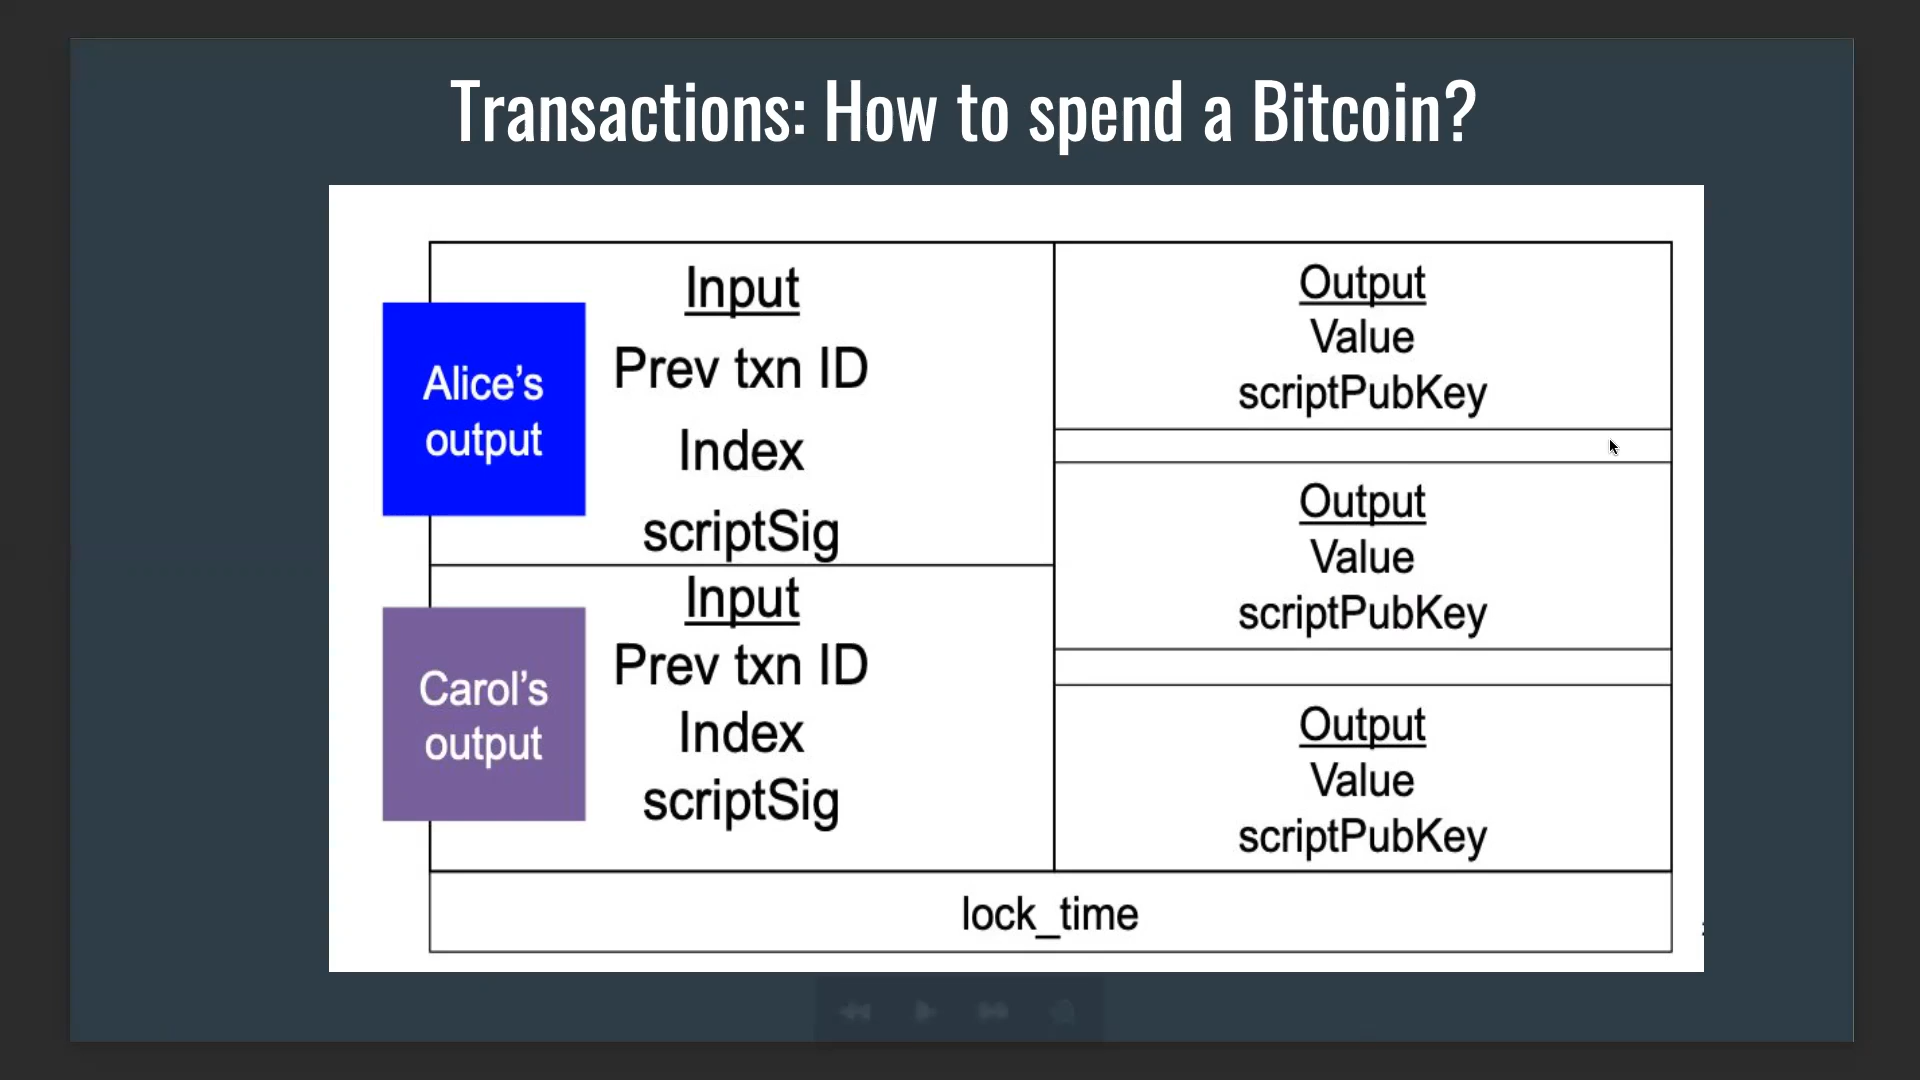 Transactions: How to spend a Bitcoin?
Alice's
output
Input
Prev txn ID
Index
scriptSig
Carol's
output
Input
Prev txn ID
Index
scriptSig
Output
Value
scriptPubKey
Output
Value
scriptPubKey
Output
Value
scriptPubKey
lock_time